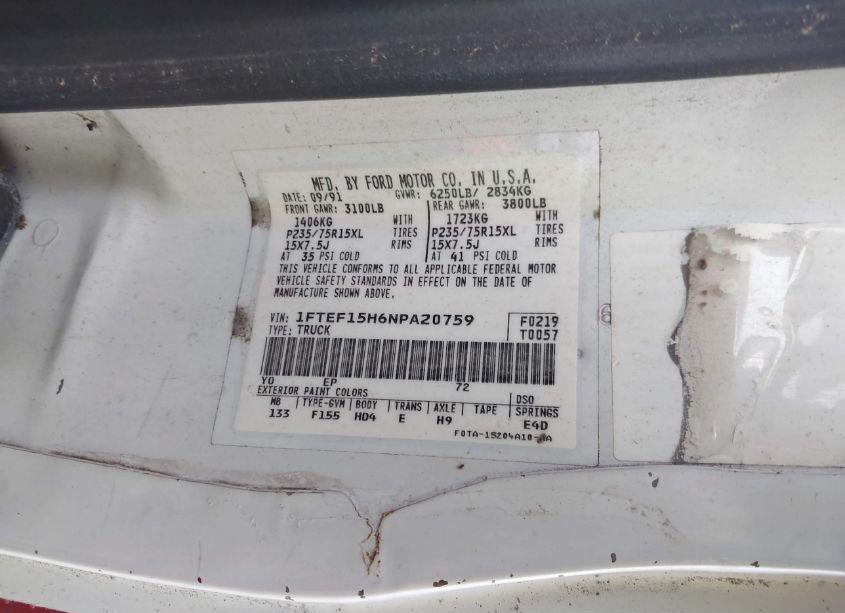 MFD. BY FORD MOTOR CO. IN U.S.A.
DATE: 09/91 GVWR: 6250LB/ 2834KG
FRONT GAWR: 3100LB REAR GAWR: 3800LB
1406KG WITH 1723KG WITH
P235/75R15XL TIRES P235/75R15XL TIRES
15X7.5J RIMS 15X7.5J RIMS
AT 35 PSI COLD AT 41 PSI COLD
THIS VEHICLE CONFORMS TO ALL APPLICABLE FEDERAL MOTOR
VEHICLE SAFETY STANDARDS IN EFFECT ON THE DATE OF
MANUFACTURE SHOWN ABOVE.
VIN: 1FTEF15H6NPA20759 F0219
TYPE: TRUCK T0057
YO EP 72
EXTERIOR PAINT COLORS DSO
WB TYPE-GVM BODY TRANS AXLE TAPE SPRINGS
133 F155 HD4 E H9 E4D